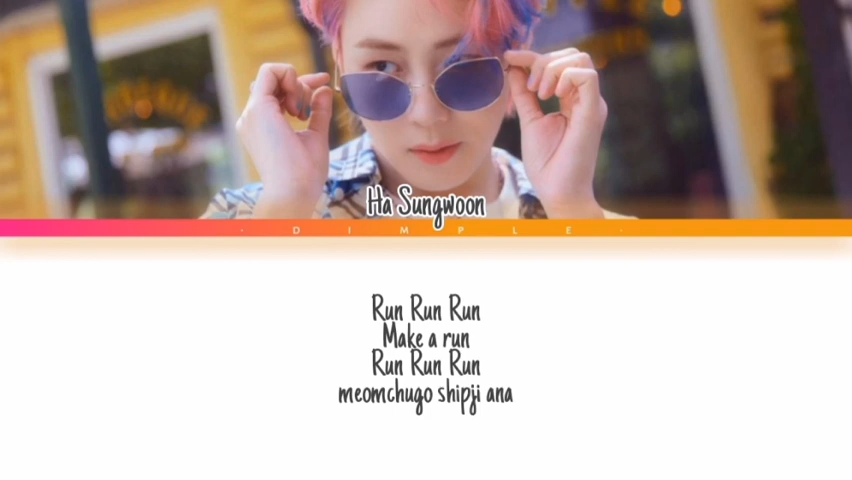 Ha Sungwoon
· D I M P L E ·
Run Run Run
Make a run
Run Run Run
meomchugo shipji ana